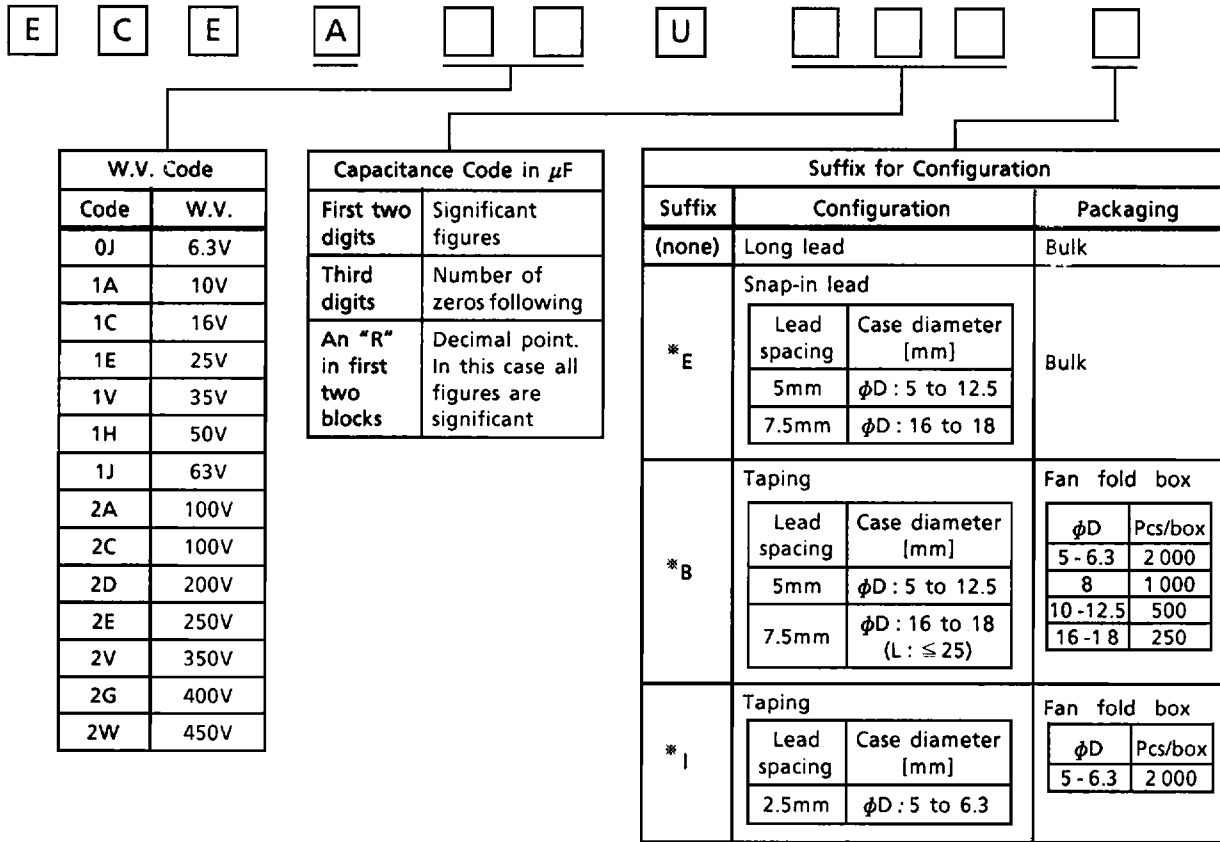 E C E A U
W.V. Code
Code W.V.
0J 6.3V
1A 10V
1C 16V
1E 25V
1V 35V
1H 50V
1J 63V
2A 100V
2C 100V
2D 200V
2E 250V
2V 350V
2G 400V
2W 450V
Capacitance Code in μF
First two digits
Significant figures
Third digits
Number of zeros following
An "R" in first two blocks
Decimal point. In this case all figures are significant
Suffix for Configuration
Suffix Configuration Packaging
(none) Long lead Bulk
※E
Snap-in lead
Lead spacing
Case diameter [mm]
5mm ϕD : 5 to 12.5
7.5mm ϕD : 16 to 18
Bulk
※B
Taping
Lead spacing
Case diameter [mm]
5mm ϕD : 5 to 12.5
7.5mm ϕD : 16 to 18 (L : ≦ 25)
Fan fold box
ϕD Pcs/box
5 - 6.3 2 000
8 1 000
10 -12.5 500
16 -1 8 250
※I
Taping
Lead spacing
Case diameter [mm]
2.5mm ϕD : 5 to 6.3
Fan fold box
ϕD Pcs/box
5 - 6.3 2 000